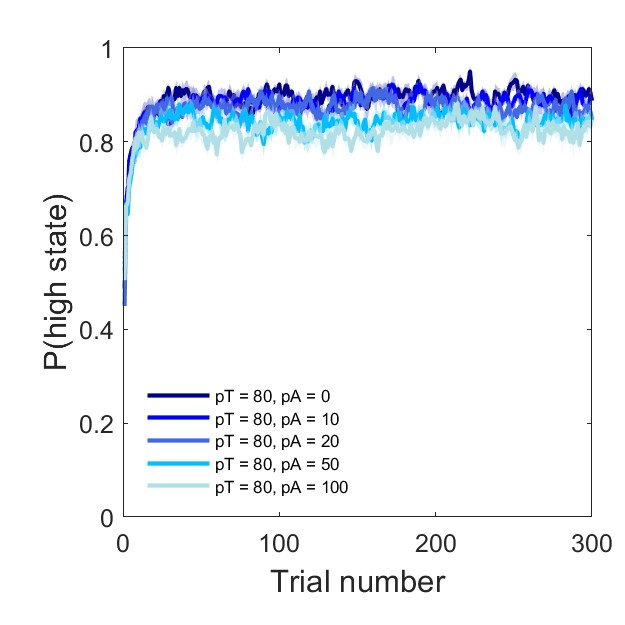 1
0.8
0.6
0.4
0.2
0
P(high state)
pT = 80, pA = 0
pT = 80, pA = 10
pT = 80, pA = 20
pT = 80, pA = 50
pT = 80, pA = 100
0 100 200 300
Trial number